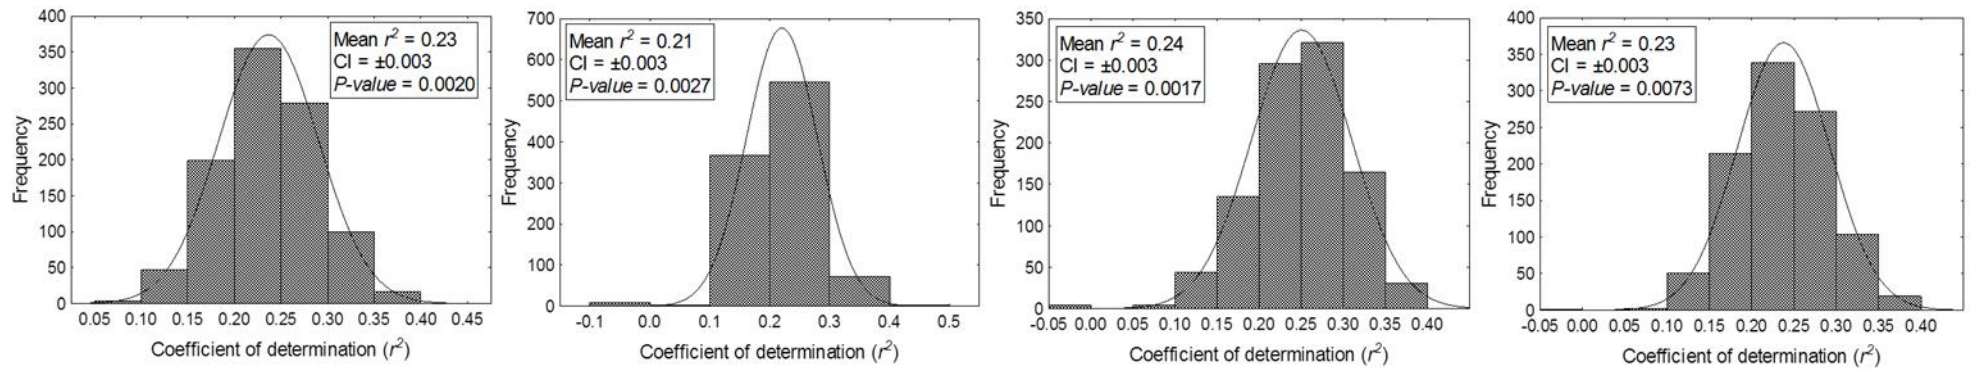 Mean r² = 0.23
CI = ±0.003
P-value = 0.0020
400
350
300
250
200
150
100
50
0
Frequency
0.05 0.10 0.15 0.20 0.25 0.30 0.35 0.40 0.45
Coefficient of determination (r²)
Mean r² = 0.21
CI = ±0.003
P-value = 0.0027
700
600
500
400
300
200
100
0
Frequency
-0.1 0.0 0.1 0.2 0.3 0.4 0.5
Coefficient of determination (r²)
Mean r² = 0.24
CI = ±0.003
P-value = 0.0017
350
300
250
200
150
100
50
0
Frequency
-0.05 0.00 0.05 0.10 0.15 0.20 0.25 0.30 0.35 0.40
Coefficient of determination (r²)
Mean r² = 0.23
CI = ±0.003
P-value = 0.0073
400
350
300
250
200
150
100
50
0
Frequency
-0.05 0.00 0.05 0.10 0.15 0.20 0.25 0.30 0.35 0.40
Coefficient of determination (r²)